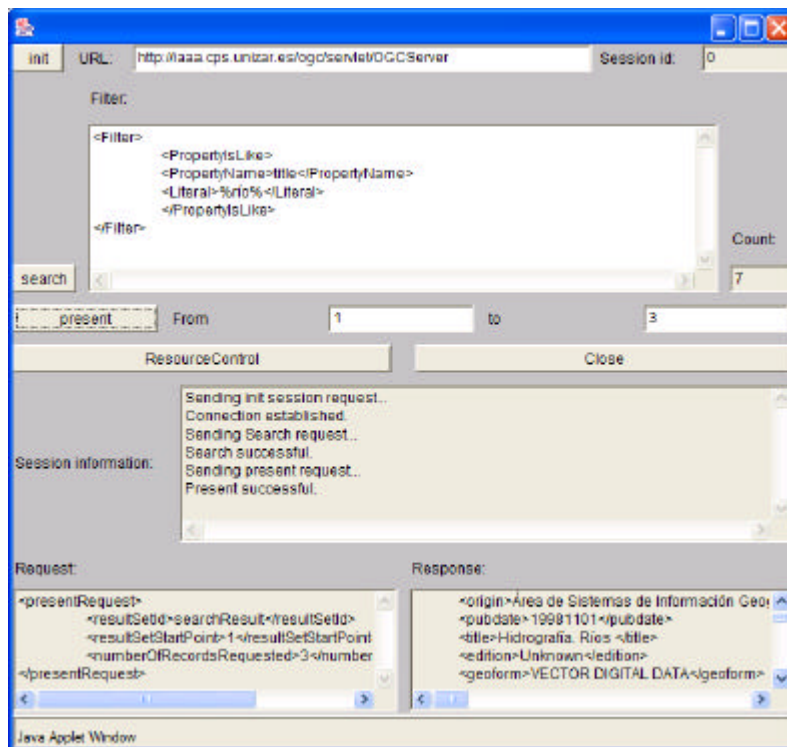 init URL: http://iaaa.cps.unizar.es/ogc/servlet/OGCServer Session id: 0
Filter:
<Filter>
<PropertyIsLike>
<PropertyName>title</PropertyName>
<Literal>%río%</Literal>
</PropertyIsLike>
</Filter>
Count:
search 7
present From 1 to 3
ResourceControl Close
Sending init session request...
Connection established.
Sending Search request...
Search successful.
Session information:
Sending present request...
Present successful.
Request:
<presentRequest>
<resultSetId>searchResult</resultSetId>
<resultSetStartPoint>1</resultSetStartPoint
<numberOfRecordsRequested>3</number
</presentRequest>
Response:
<origin>Área de Sistemas de Información Geo
<pubdate>19981101</pubdate>
<title>Hidrografía. Ríos </title>
<edition>Unknown</edition>
<geoform>VECTOR DIGITAL DATA</geoform>
Java Applet Window